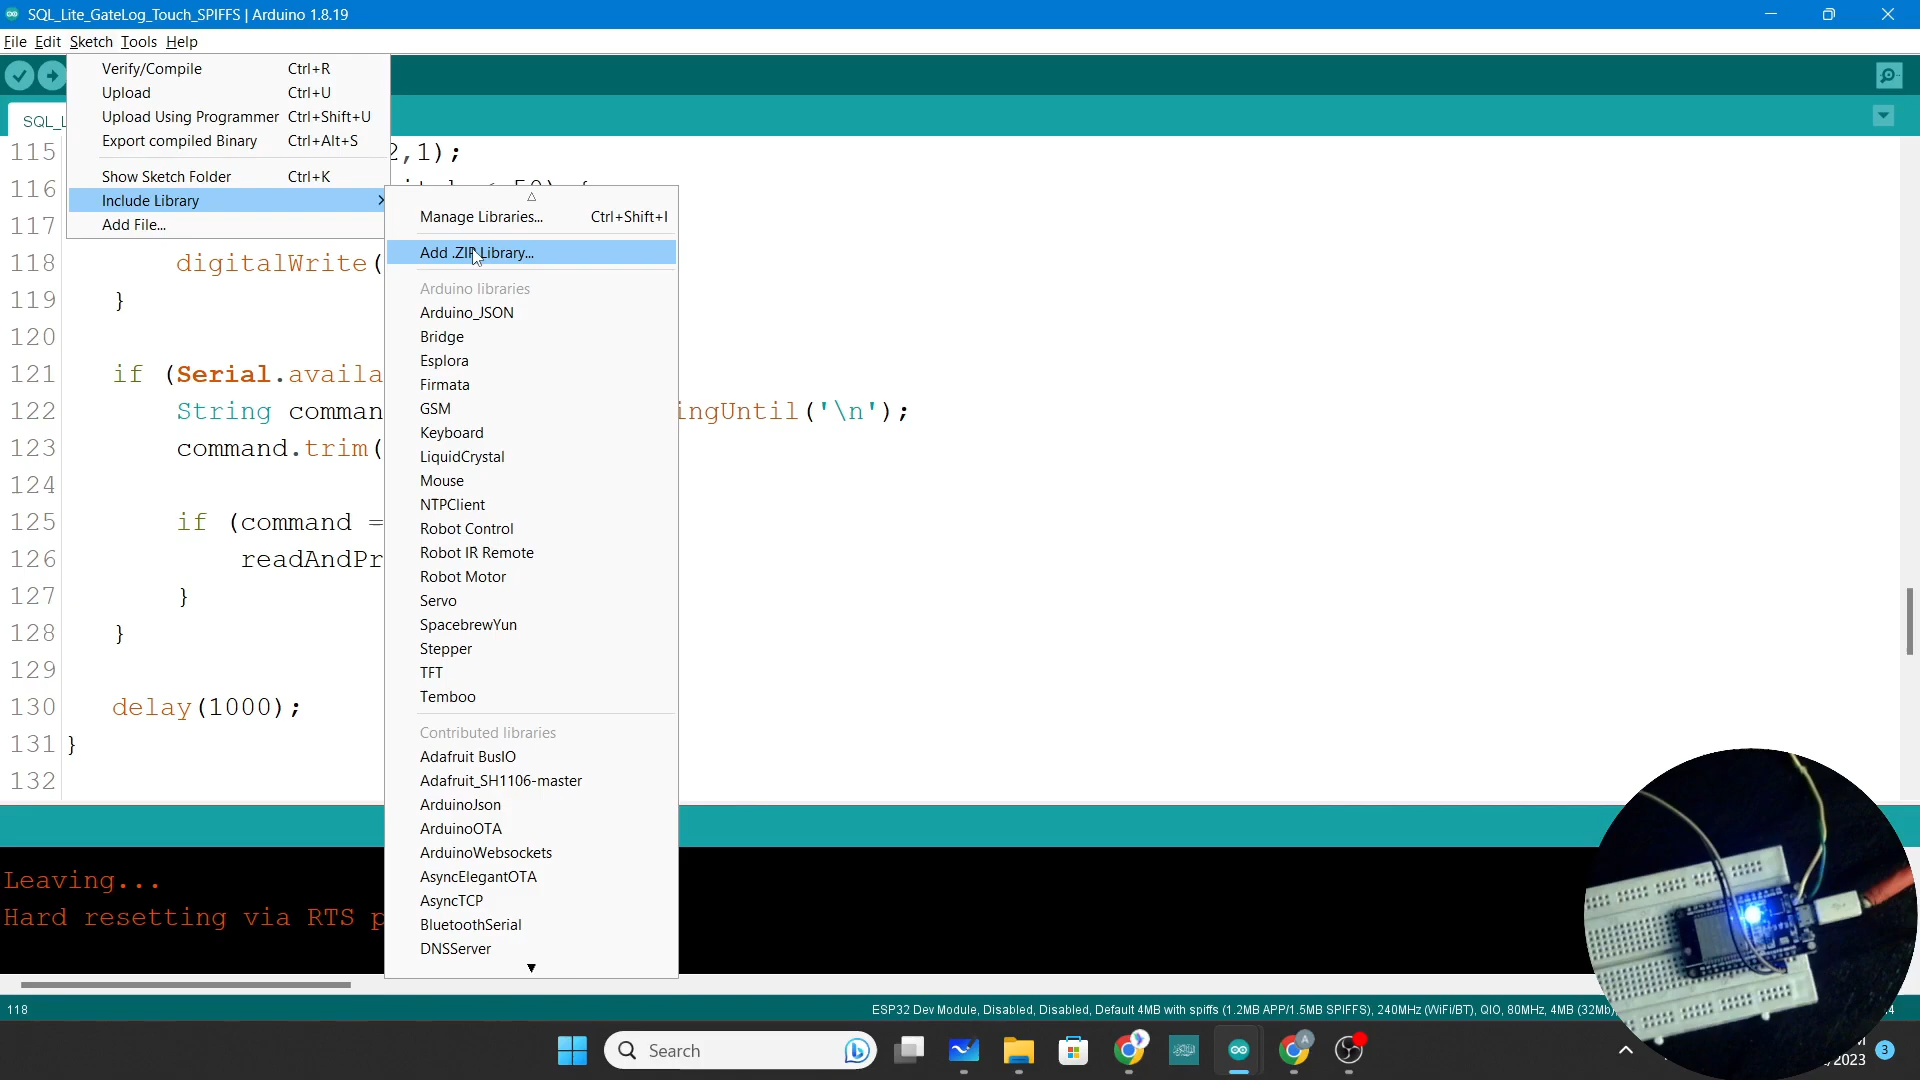 SQL_Lite_GateLog_Touch_SPIFFS | Arduino 1.8.19
File Edit Sketch Tools Help
Verify/Compile Ctrl+R
Upload Ctrl+U
Upload Using Programmer Ctrl+Shift+U
Export compiled Binary Ctrl+Alt+S
Show Sketch Folder Ctrl+K
Include Library
Add File...
Manage Libraries... Ctrl+Shift+I
Add .ZIP Library...
Arduino libraries
Arduino_JSON
Bridge
Esplora
Firmata
GSM
Keyboard
LiquidCrystal
Mouse
NTPClient
Robot Control
Robot IR Remote
Robot Motor
Servo
SpacebrewYun
Stepper
TFT
Temboo
Contributed libraries
Adafruit BusIO
Adafruit_SH1106-master
ArduinoJson
ArduinoOTA
ArduinoWebsockets
AsyncElegantOTA
AsyncTCP
BluetoothSerial
DNSServer
SQL_L
115 2,1);
116
117
118 digitalWrite(
119 }
120
121 if (Serial.availa
122 String comman ingUntil('\n');
123 command.trim(
124
125 if (command =
126 readAndPr
127 }
128 }
129
130 delay(1000);
131 }
132
Leaving...
Hard resetting via RTS p
118 ESP32 Dev Module, Disabled, Disabled, Default 4MB with spiffs (1.2MB APP/1.5MB SPIFFS), 240MHz (WiFi/BT), QIO, 80MHz, 4MB (32Mb)
Search
A
/2023 3